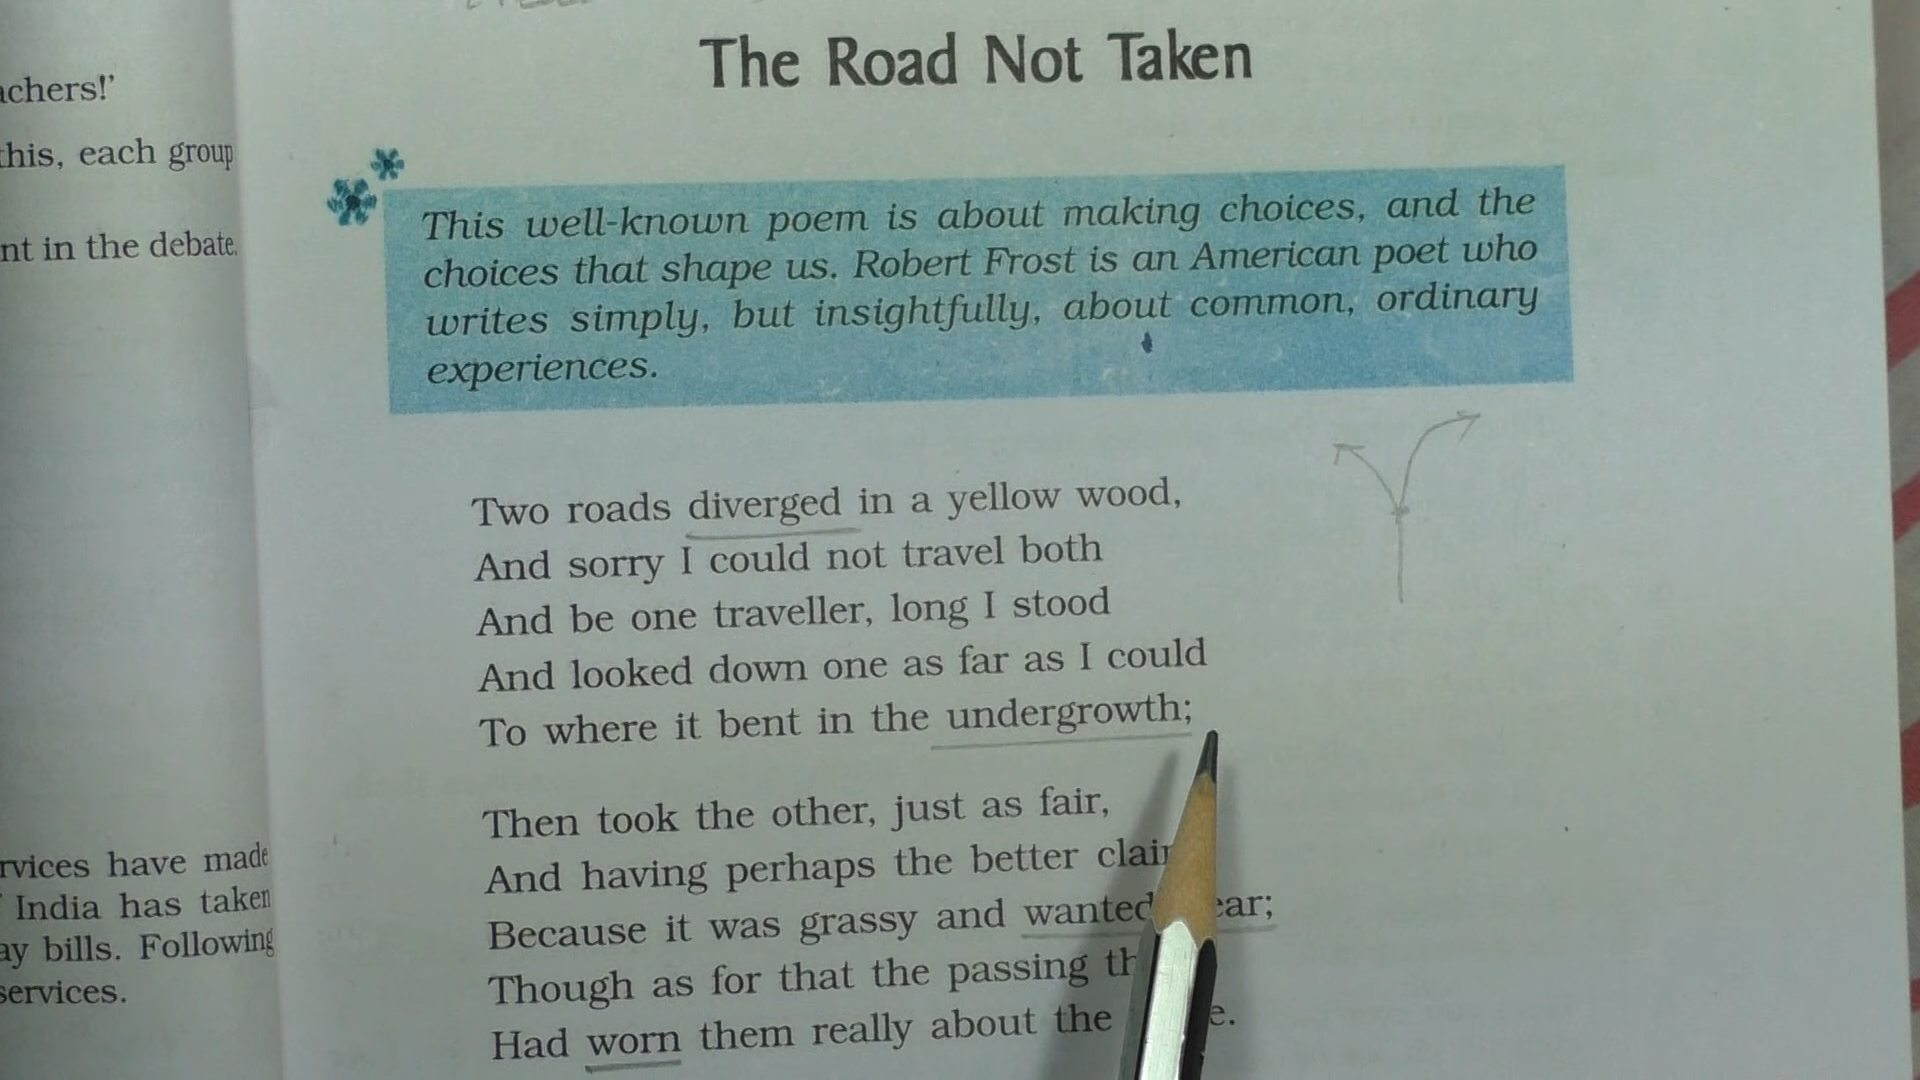 achers!'
this, each group
nt in the debate.
rvices have made
India has taken
ay bills. Following
services.
The Road Not Taken
This well-known poem is about making choices, and the
choices that shape us. Robert Frost is an American poet who
writes simply, but insightfully, about common, ordinary
experiences.
Two roads diverged in a yellow wood,
And sorry I could not travel both
And be one traveller, long I stood
And looked down one as far as I could
To where it bent in the undergrowth;
Then took the other, just as fair,
And having perhaps the better clai
Because it was grassy and wanted ear;
Though as for that the passing th
Had worn them really about the e.